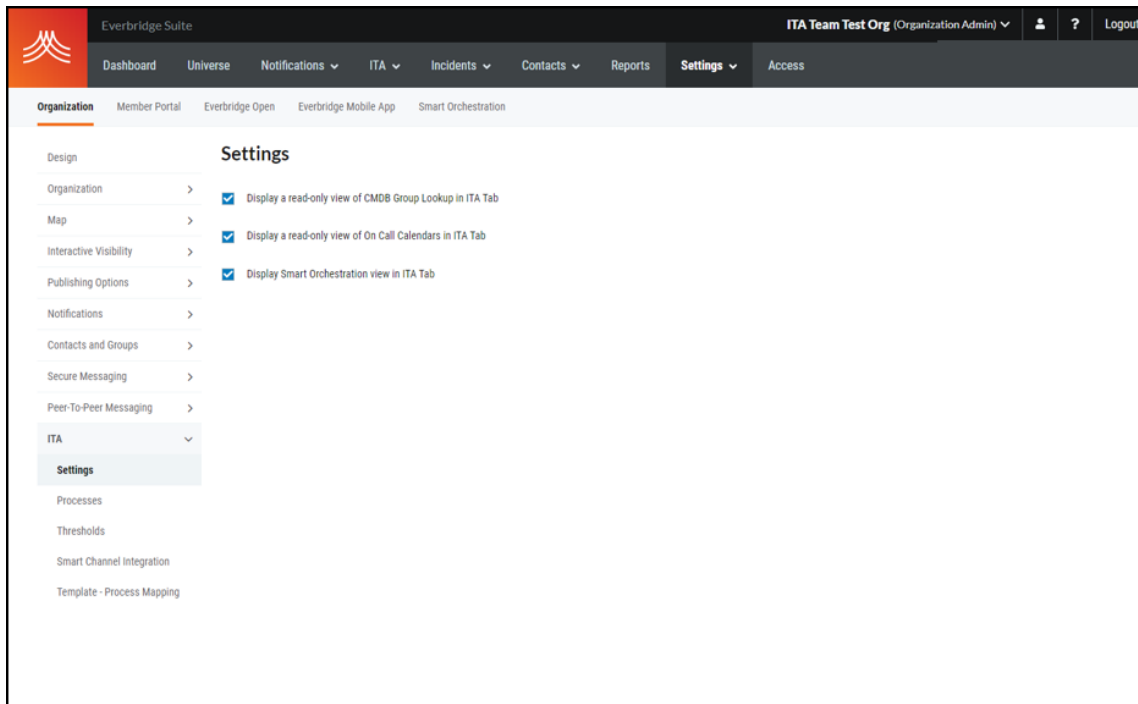 Everbridge Suite
ITA Team Test Org (Organization Admin)
?
Logout
Dashboard
Universe
Notifications
ITA
Incidents
Contacts
Reports
Settings
Access
Organization
Member Portal
Everbridge Open
Everbridge Mobile App
Smart Orchestration
Design
Organization
Map
Interactive Visibility
Publishing Options
Notifications
Contacts and Groups
Secure Messaging
Peer-To-Peer Messaging
ITA
Settings
Processes
Thresholds
Smart Channel Integration
Template - Process Mapping
Settings
Display a read-only view of CMDB Group Lookup in ITA Tab
Display a read-only view of On Call Calendars in ITA Tab
Display Smart Orchestration view in ITA Tab